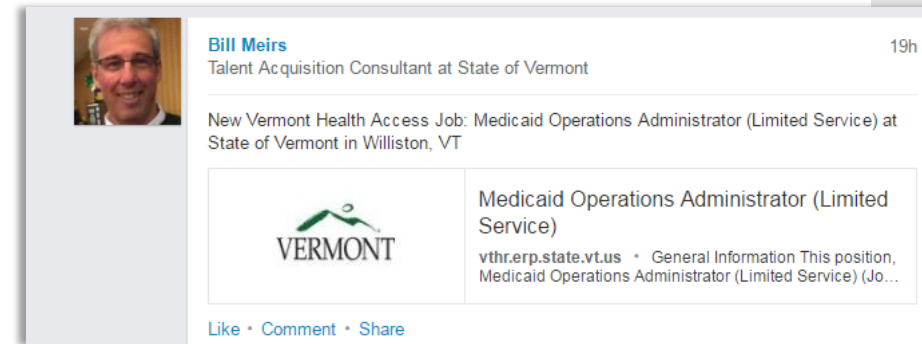 Bill Meirs 19h
Talent Acquisition Consultant at State of Vermont
New Vermont Health Access Job: Medicaid Operations Administrator (Limited Service) at
State of Vermont in Williston, VT
VERMONT
Medicaid Operations Administrator (Limited
Service)
vthr.erp.state.vt.us • General Information This position,
Medicaid Operations Administrator (Limited Service) (Jo...
Like • Comment • Share